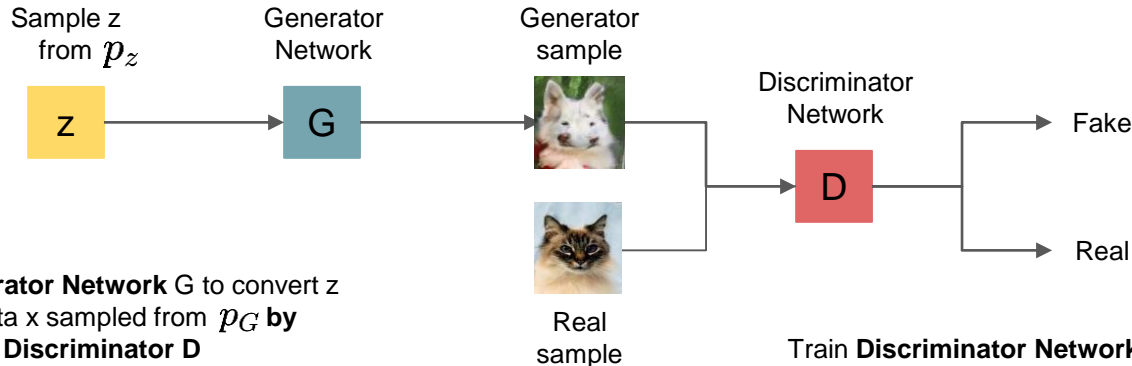 Sample z
from p_z
Generator
Network
Generator
sample
Discriminator
Network
z
G
D
Fake
Real
Real
sample
rator Network G to convert z
ta x sampled from p_G by
Discriminator D
Train Discriminator Network